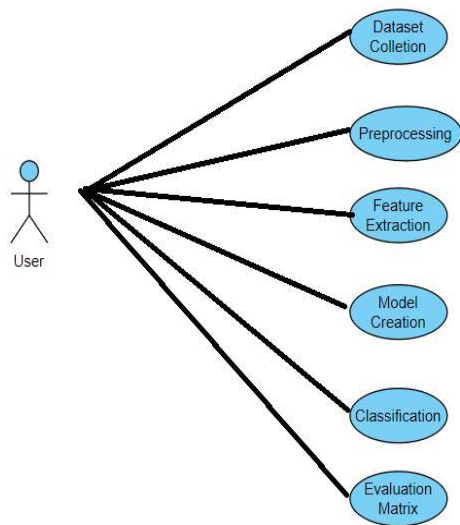 Dataset
Colletion
Preprocessing
User
Feature
Extraction
Model
Creation
Classification
Evaluation
Matrix